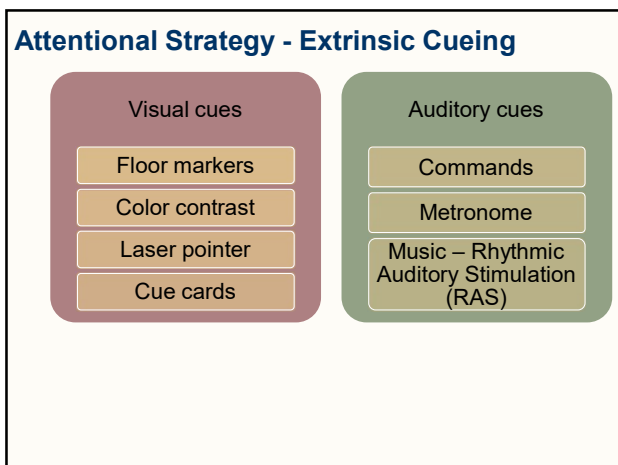 Attentional Strategy - Extrinsic Cueing
Visual cues
Floor markers
Color contrast
Laser pointer
Cue cards
Auditory cues
Commands
Metronome
Music – Rhythmic
Auditory Stimulation
(RAS)